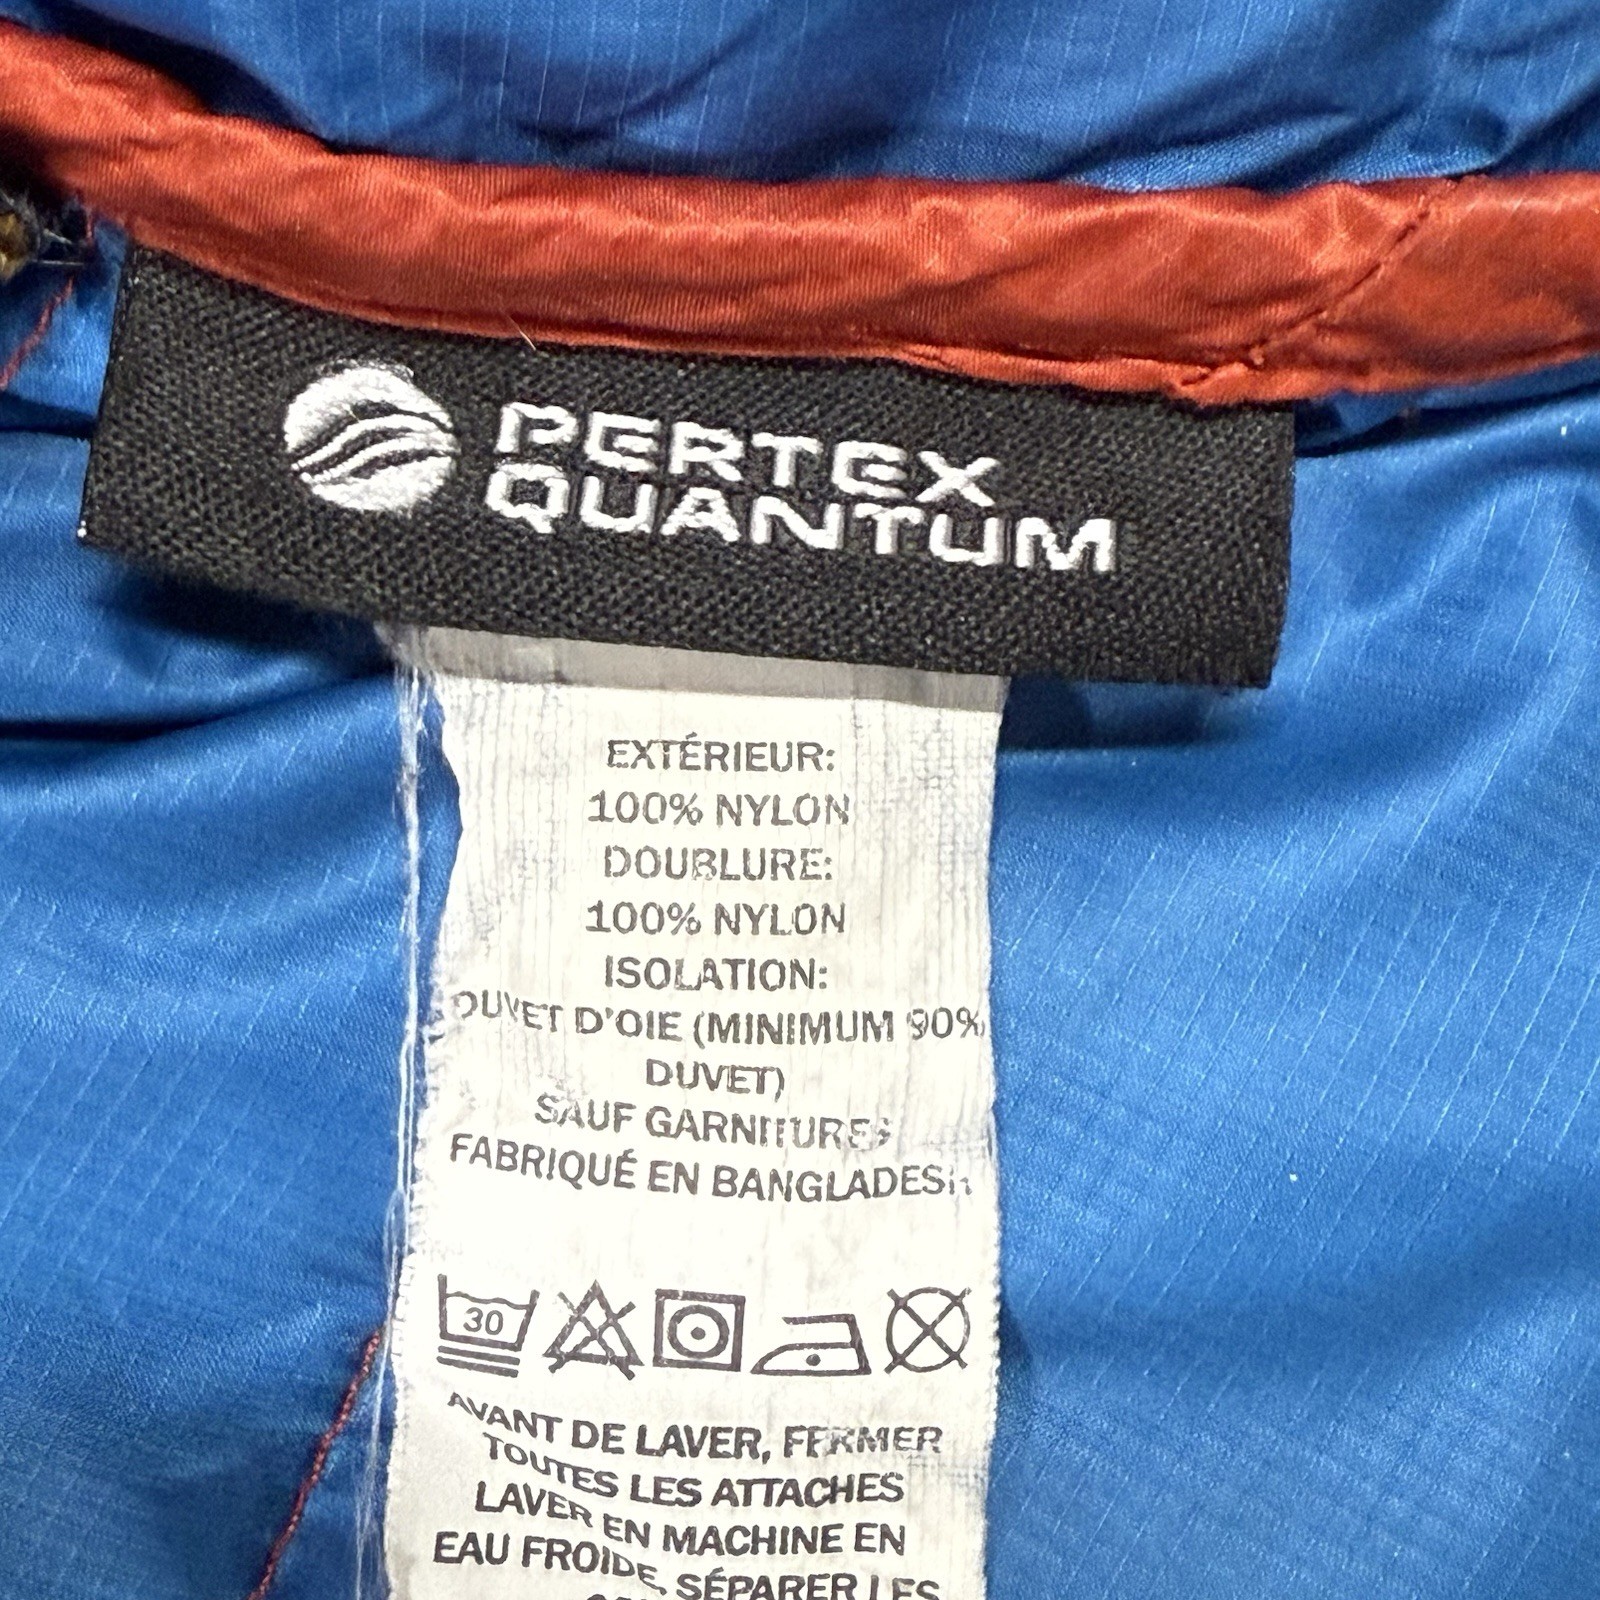 PERTEX
QUANTUM
EXTÉRIEUR:
100% NYLON
DOUBLURE:
100% NYLON
ISOLATION:
DUVET D'OIE (MINIMUM 90%
DUVET)
SAUF GARNITURES
FABRIQUÉ EN BANGLADESH
30
AVANT DE LAVER, FERMER
TOUTES LES ATTACHES
LAVER EN MACHINE EN
EAU FROIDE, SÉPARER LES